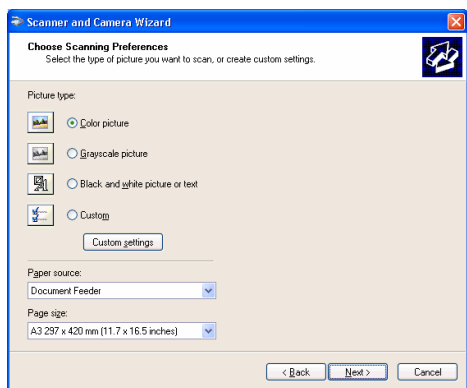 Scanner and Camera Wizard
Choose Scanning Preferences
Select the type of picture you want to scan, or create custom settings.
Picture type:
Color picture
Grayscale picture
Black and white picture or text
Custom
Custom settings
Paper source:
Document Feeder
Page size:
A3 297 x 420 mm (11.7 x 16.5 inches)
< Back Next > Cancel